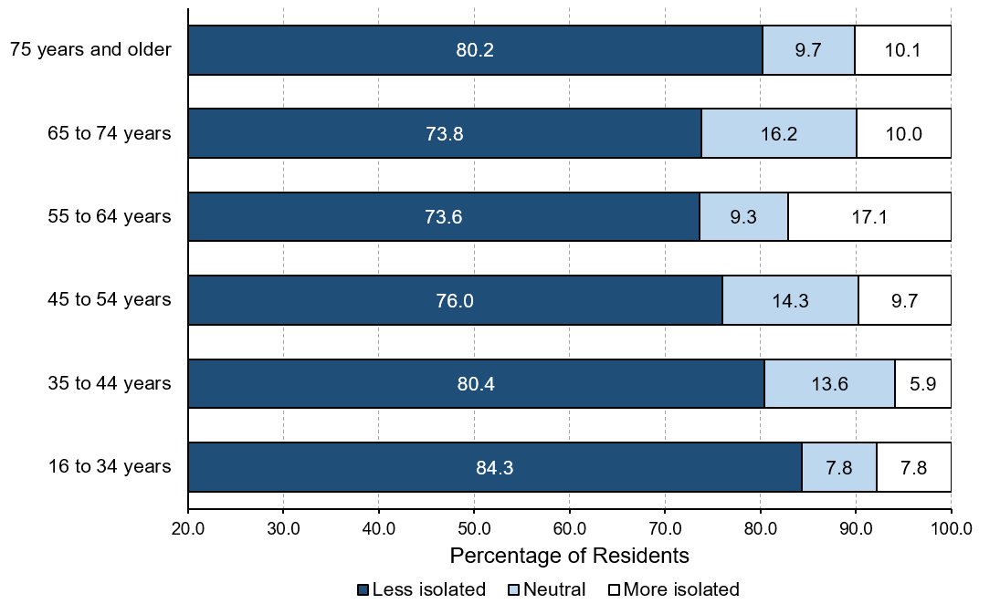 75 years and older 80.2 9.7 10.1
65 to 74 years 73.8 16.2 10.0
55 to 64 years 73.6 9.3 17.1
45 to 54 years 76.0 14.3 9.7
35 to 44 years 80.4 13.6 5.9
16 to 34 years 84.3 7.8 7.8
20.0 30.0 40.0 50.0 60.0 70.0 80.0 90.0 100.0
Percentage of Residents
Less isolated Neutral More isolated